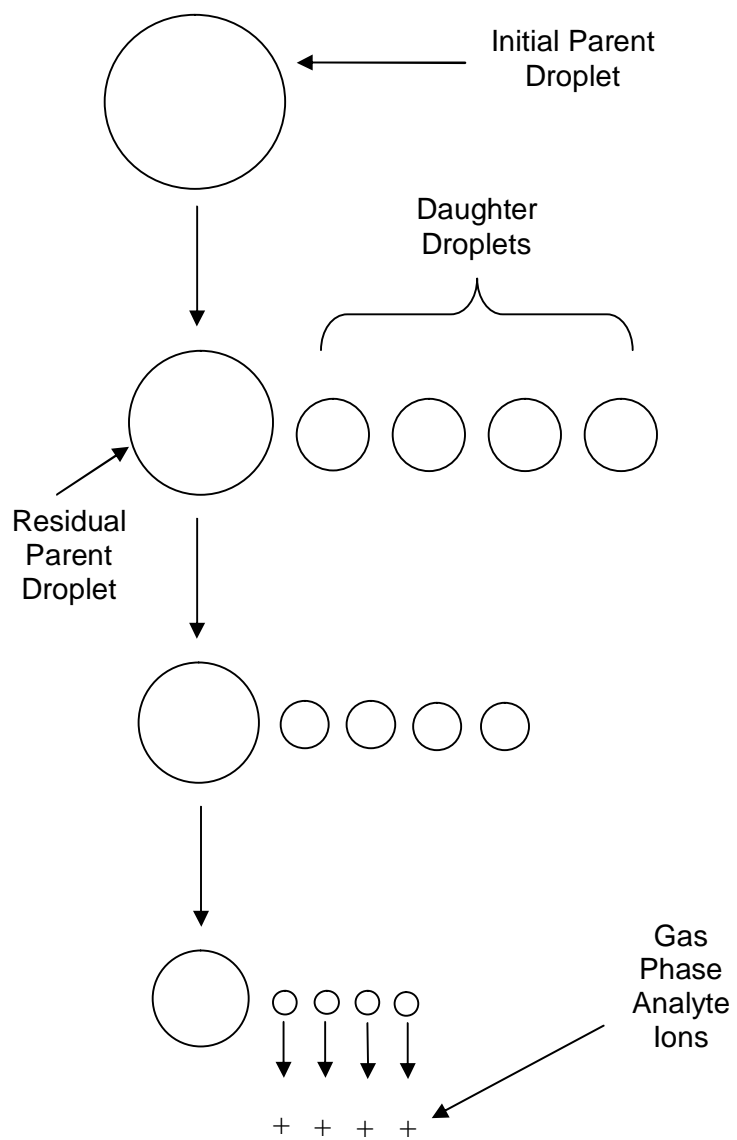 Initial Parent
Droplet
Daughter
Droplets
Residual
Parent
Droplet
Gas
Phase
Analyte
Ions
+ + + +